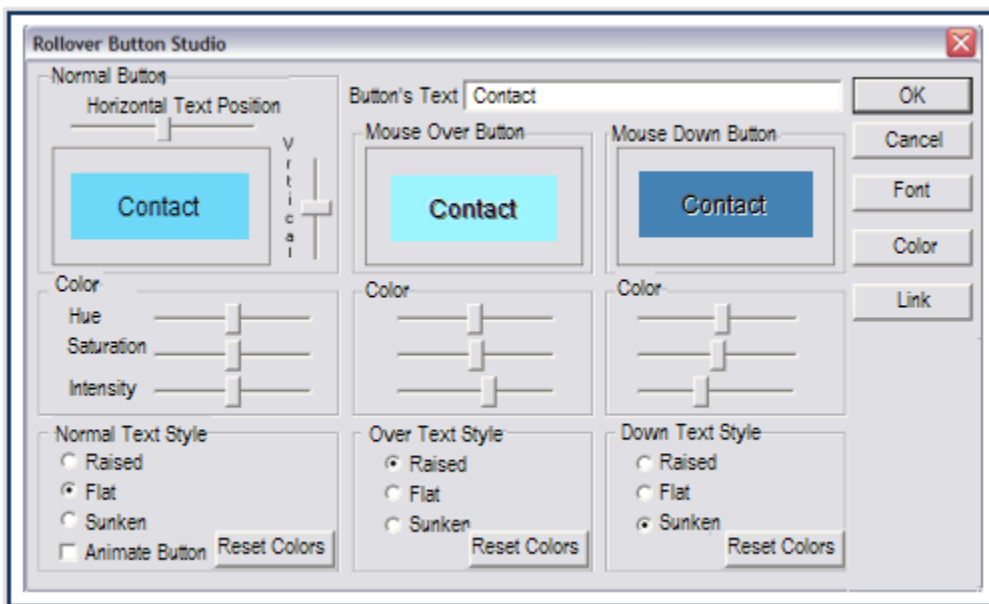 Rollover Button Studio
Normal Button
Horizontal Text Position
Vrtical
Contact
Button's Text Contact
Mouse Over Button
Contact
Mouse Down Button
Contact
OK
Cancel
Font
Color
Link
Color
Hue
Saturation
Intensity
Color
Color
Normal Text Style
Raised
Flat
Sunken
Animate Button
Reset Colors
Over Text Style
Raised
Flat
Sunken
Reset Colors
Down Text Style
Raised
Flat
Sunken
Reset Colors